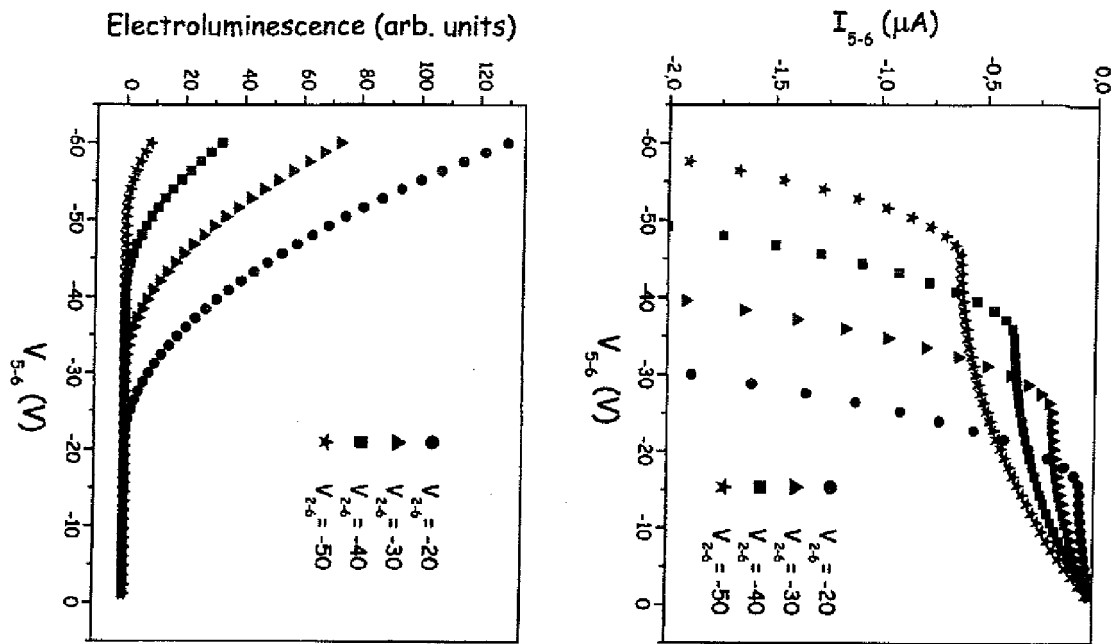 Electroluminescence (arb. units)
0
20
40
60
80
100
120
-60
-50
-40
-30
-20
-10
0
V5-6 (V)
V2-6 = -20
V2-6 = -30
V2-6 = -40
V2-6 = -50
I5-6 (μA)
-2,0
-1,5
-1,0
-0,5
0,0
-60
-50
-40
-30
-20
-10
0
V5-6 (V)
V2-6 = -20
V2-6 = -30
V2-6 = -40
V2-6 = -50